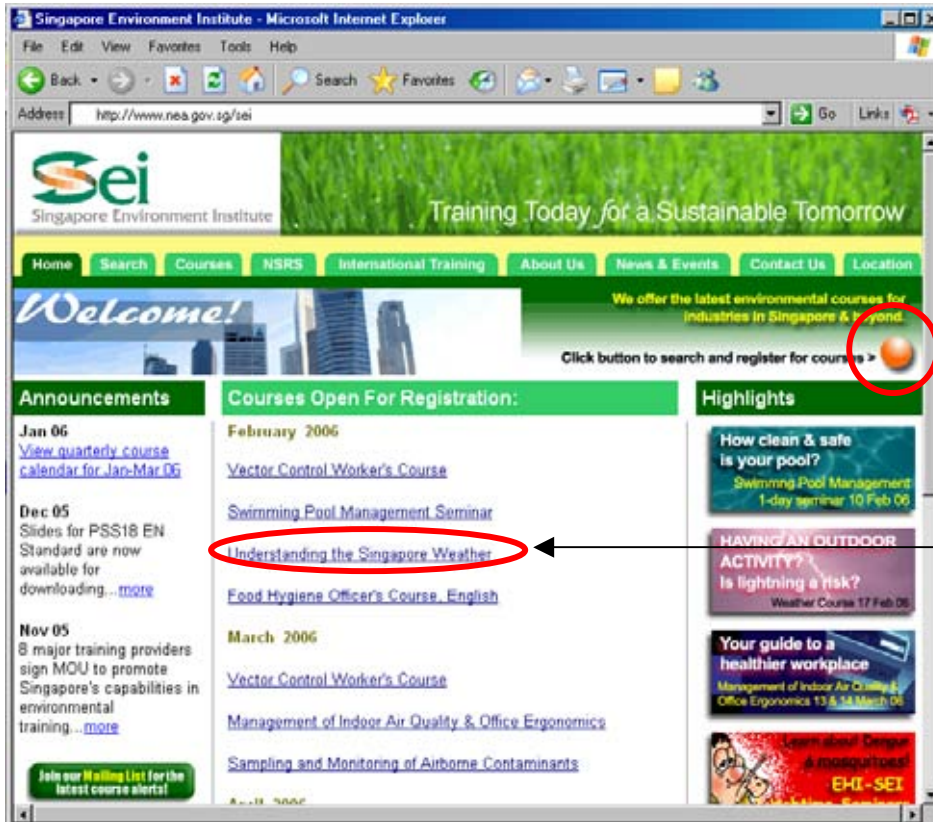 Singapore Environment Institute - Microsoft Internet Explorer
File Edit View Favorites Tools Help
Back Search Favorites
Address http://www.nea.gov.sg/sei Go Links
Sei
Singapore Environment Institute
Training Today for a Sustainable Tomorrow
Home Search Courses NSRS International Training About Us News & Events Contact Us Location
Welcome!
We offer the latest environmental courses for
industries in Singapore & beyond.
Click button to search and register for courses >
Announcements
Jan 06
View quarterly course
calendar for Jan-Mar 06
Dec 05
Slides for PSS18 EN
Standard are now
available for
downloading...more
Nov 05
8 major training providers
sign MOU to promote
Singapore's capabilities in
environmental
training...more
Join our Mailing List for the
latest course alerts!
Courses Open For Registration:
February 2006
Vector Control Worker's Course
Swimming Pool Management Seminar
Understanding the Singapore Weather
Food Hygiene Officer's Course, English
March 2006
Vector Control Worker's Course
Management of Indoor Air Quality & Office Ergonomics
Sampling and Monitoring of Airborne Contaminants
April 2006
Highlights
How clean & safe
is your pool?
Swimming Pool Management
1-day seminar 10 Feb 06
HAVING AN OUTDOOR
ACTIVITY?
Is lightning a risk?
Weather Course 17 Feb 06
Your guide to a
healthier workplace
Management of Indoor Air Quality &
Office Ergonomics 13 & 14 March 06
Learn about Dengue
& mosquitoes!
EHI-SEI